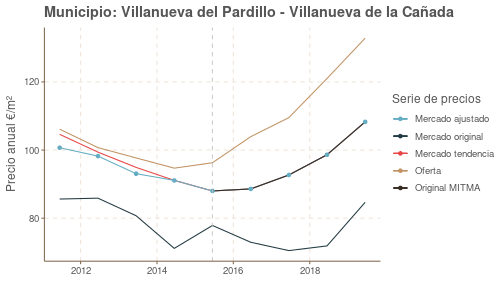 Municipio: Villanueva del Pardillo - Villanueva de la Cañada
Precio anual €/m²
120
100
80
2012
2014
2016
2018
Serie de precios
Mercado ajustado
Mercado original
Mercado tendencia
Oferta
Original MITMA